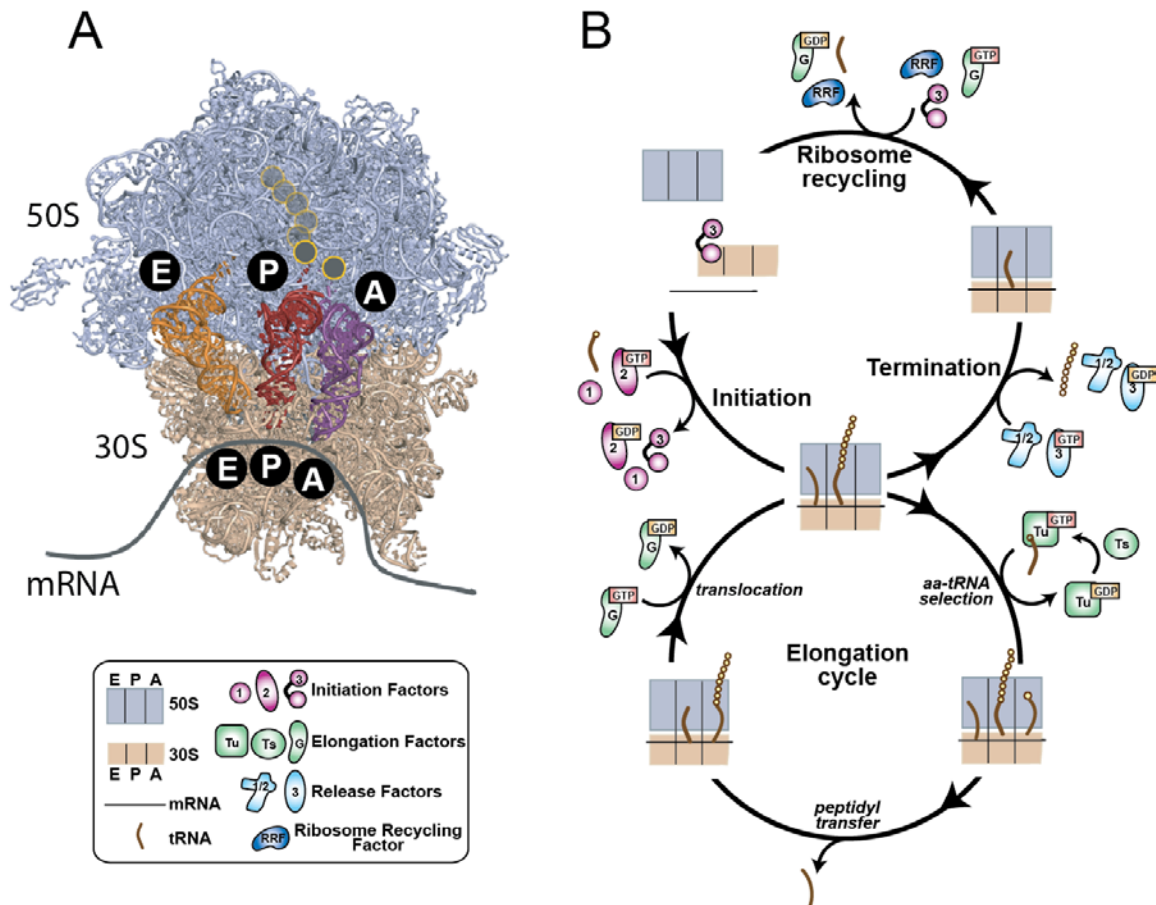 A
50S
E
P
A
30S
E
P
A
mRNA
E P A
50S
30S
E P A
mRNA
tRNA
1
2
3
Initiation Factors
Tu
Ts
G
Elongation Factors
1/2
3
Release Factors
RRF
Ribosome Recycling
Factor
B
GDP
G
RRF
RRF
3
GTP
G
Ribosome
recycling
3
1
GTP
2
Initiation
GDP
2
3
1
Termination
1/2
GDP
3
1/2
GTP
3
GDP
G
GTP
G
translocation
aa-tRNA
selection
GTP
Tu
Ts
GDP
Tu
Elongation
cycle
peptidyl
transfer